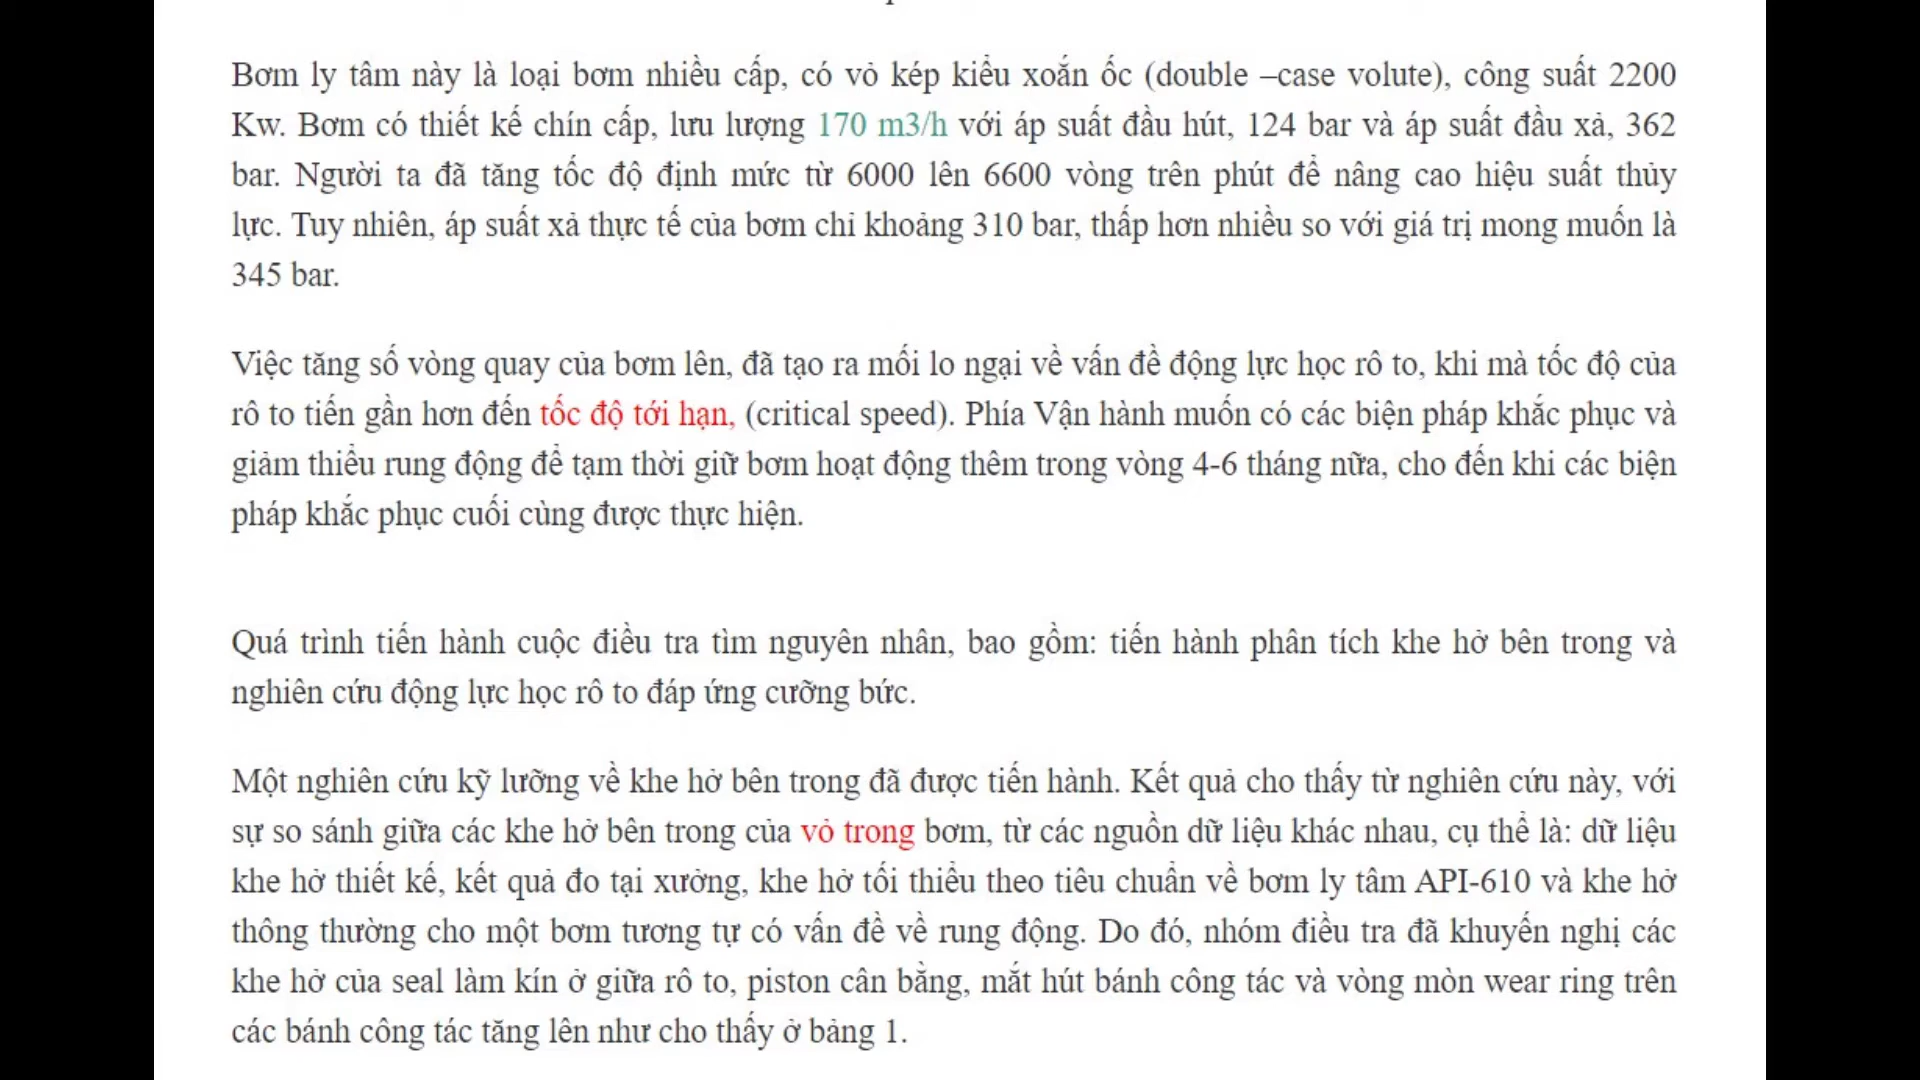 Bơm ly tâm này là loại bơm nhiều cấp, có vỏ kép kiểu xoắn ốc (double –case volute), công suất 2200
Kw. Bơm có thiết kế chín cấp, lưu lượng 170 m3/h với áp suất đầu hút, 124 bar và áp suất đầu xả, 362
bar. Người ta đã tăng tốc độ định mức từ 6000 lên 6600 vòng trên phút để nâng cao hiệu suất thủy
lực. Tuy nhiên, áp suất xả thực tế của bơm chỉ khoảng 310 bar, thấp hơn nhiều so với giá trị mong muốn là
345 bar.
Việc tăng số vòng quay của bơm lên, đã tạo ra mối lo ngại về vấn đề động lực học rô to, khi mà tốc độ của
rô to tiến gần hơn đến tốc độ tới hạn, (critical speed). Phía Vận hành muốn có các biện pháp khắc phục và
giảm thiểu rung động để tạm thời giữ bơm hoạt động thêm trong vòng 4-6 tháng nữa, cho đến khi các biện
pháp khắc phục cuối cùng được thực hiện.
Quá trình tiến hành cuộc điều tra tìm nguyên nhân, bao gồm: tiến hành phân tích khe hở bên trong và
nghiên cứu động lực học rô to đáp ứng cưỡng bức.
Một nghiên cứu kỹ lưỡng về khe hở bên trong đã được tiến hành. Kết quả cho thấy từ nghiên cứu này, với
sự so sánh giữa các khe hở bên trong của vỏ trong bơm, từ các nguồn dữ liệu khác nhau, cụ thể là: dữ liệu
khe hở thiết kế, kết quả đo tại xưởng, khe hở tối thiểu theo tiêu chuẩn về bơm ly tâm API-610 và khe hở
thông thường cho một bơm tương tự có vấn đề về rung động. Do đó, nhóm điều tra đã khuyến nghị các
khe hở của seal làm kín ở giữa rô to, piston cân bằng, mắt hút bánh công tác và vòng mòn wear ring trên
các bánh công tác tăng lên như cho thấy ở bảng 1.